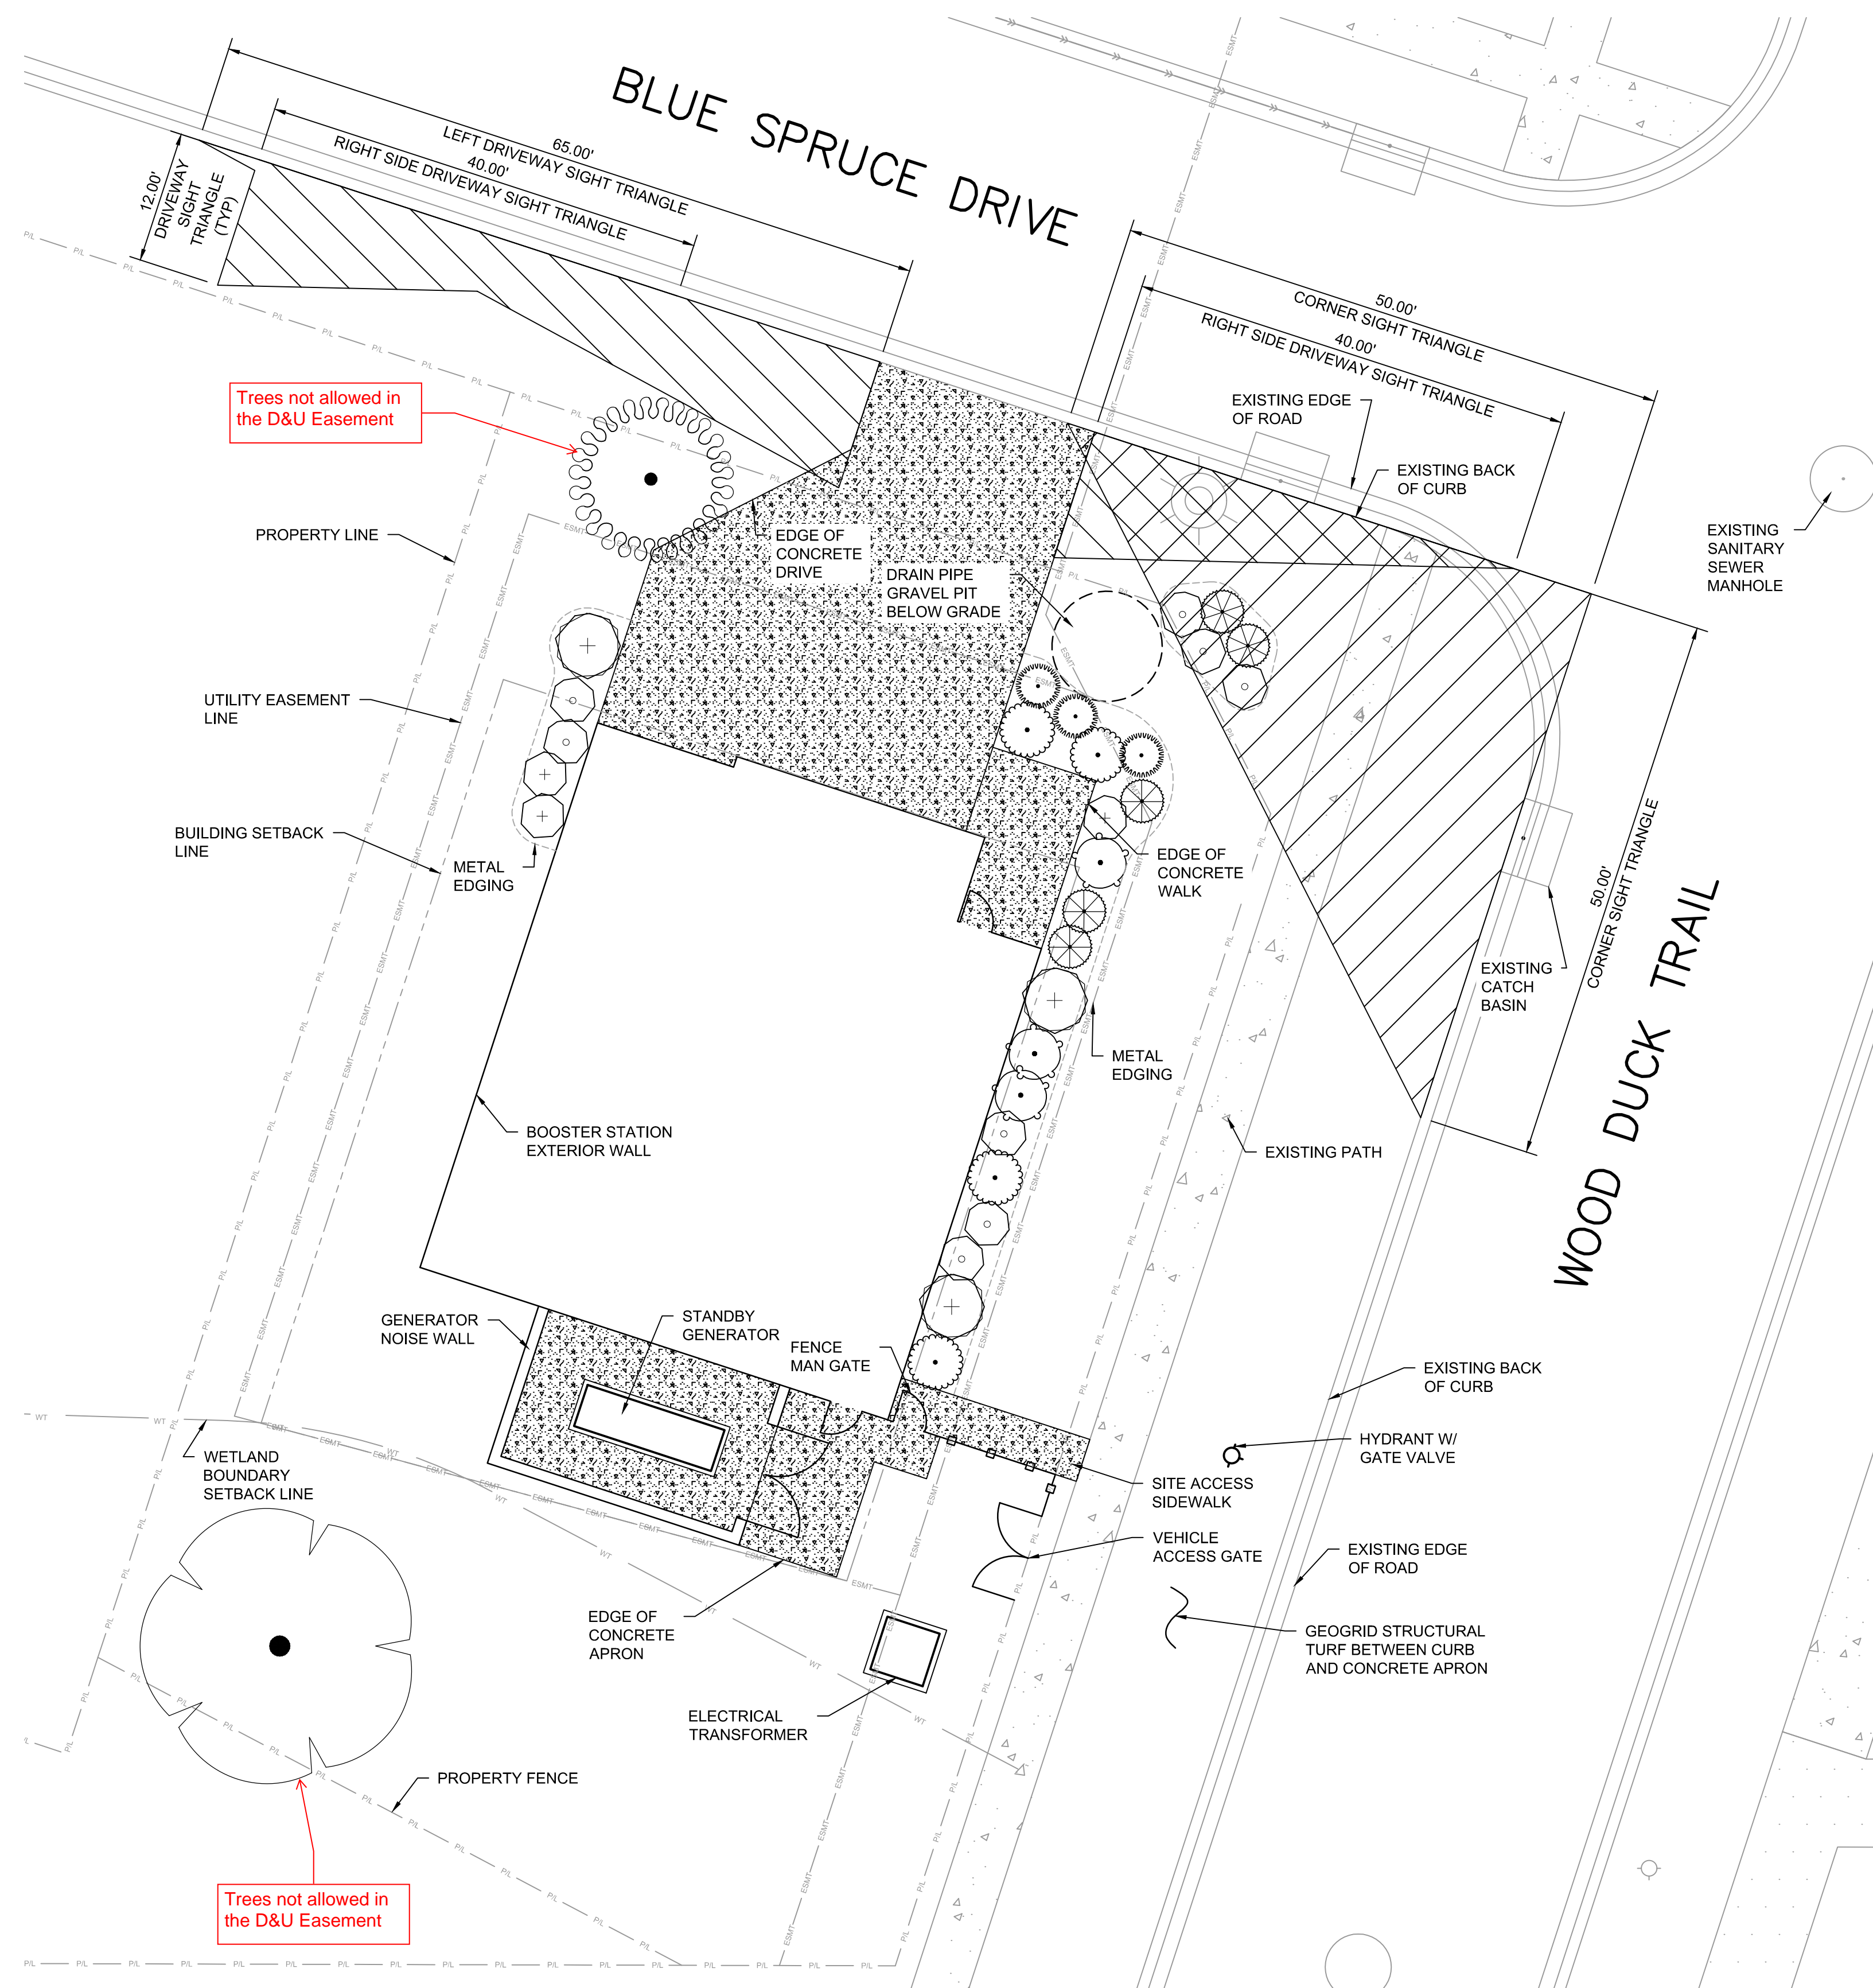 BLUE SPRUCE DRIVE
65.00'
LEFT DRIVEWAY SIGHT TRIANGLE
40.00'
RIGHT SIDE DRIVEWAY SIGHT TRIANGLE
12.00'
DRIVEWAY
SIGHT
TRIANGLE
(TYP)
50.00'
CORNER SIGHT TRIANGLE
40.00'
RIGHT SIDE DRIVEWAY SIGHT TRIANGLE
Trees not allowed in
the D&U Easement
EXISTING EDGE
OF ROAD
EXISTING BACK
OF CURB
EXISTING
SANITARY
SEWER
MANHOLE
PROPERTY LINE
EDGE OF
CONCRETE
DRIVE
DRAIN PIPE
GRAVEL PIT
BELOW GRADE
UTILITY EASEMENT
LINE
BUILDING SETBACK
LINE
METAL
EDGING
EDGE OF
CONCRETE
WALK
50.00'
CORNER SIGHT TRIANGLE
WOOD DUCK TRAIL
EXISTING
CATCH
BASIN
METAL
EDGING
BOOSTER STATION
EXTERIOR WALL
EXISTING PATH
GENERATOR
NOISE WALL
STANDBY
GENERATOR
FENCE
MAN GATE
EXISTING BACK
OF CURB
WETLAND
BOUNDARY
SETBACK LINE
HYDRANT W/
GATE VALVE
SITE ACCESS
SIDEWALK
VEHICLE
ACCESS GATE
EXISTING EDGE
OF ROAD
EDGE OF
CONCRETE
APRON
GEOGRID STRUCTURAL
TURF BETWEEN CURB
AND CONCRETE APRON
ELECTRICAL
TRANSFORMER
PROPERTY FENCE
Trees not allowed in
the D&U Easement
P/L
ESMT
WT